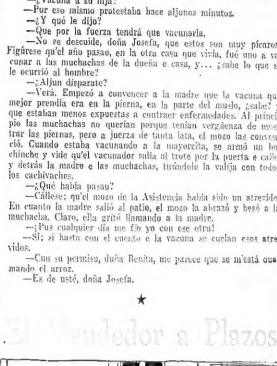 —¿Vacuna a su hija?
—Por eso mismo protestaba hace aljunos minutos.
—¿Y qué le dijo?
—Que por la fuerza tendrá que vacunarla.
—No se descuide, doña Josefa, que estos son muy pícaros.
Figúrese qu'el año pasao, en la otra casa que vivía, fué uno a va-
cunar a las muchachas de la dueña e casa, y... ¿sabe lo que se
le ocurrió al hombre?
—¿Aljun disparate?
—Verá. Empezó a convencer a la madre que la vacuna que
mejor prendía era en la pierna, en la parte del muslo, ¿sabe? y
que estaban menos expuestas a contraer enfermedades. Al princi-
pio las muchachas no querían porque tenían vergüenza de mos-
trar las piernas, pero a juerza de tanta lata, el mozo las conven-
ció. Cuando estaba vacunando a la mayorcita, se armó un bo-
chinche y vide qu'el vacunador salía al trote por la puerta e calle
y detrás la madre e las muchachas, tirándole la valija con todos
los cachivaches.
—¿Qué había pasau?
—Cállese; qu'el mozo de la Asistencia había sido un atrevido.
En cuanto la madre salió al patio, el mozo la abrazó y besó a la
muchacha. Claro, ella gritó llamando a la madre.
—¡Pus cualquier día me fío yo con ese otra!
—Sí; si hasta con el cuento e la vacuna se cuelan esos atre-
vidos.
—Con su permiso, doña Benita, me parece que se m'está que-
mando el arroz.
—Es de usté, doña Josefa.
El Vendedor a Plazos